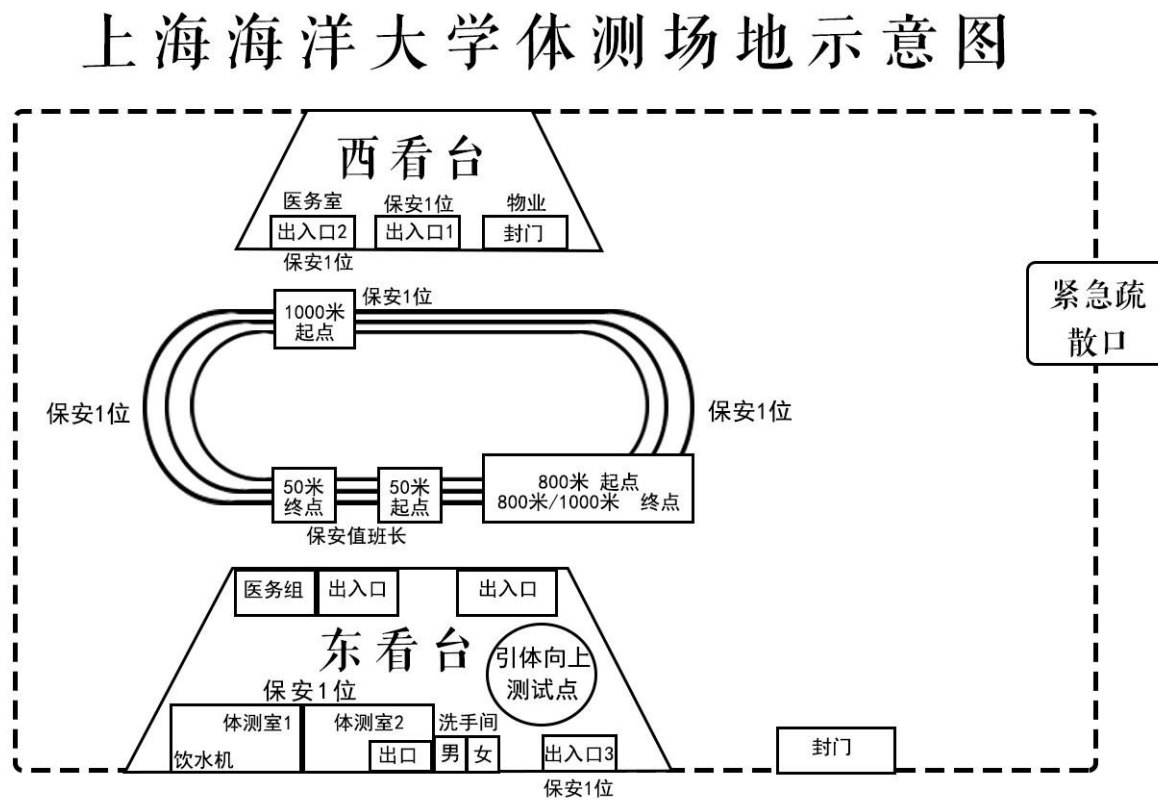 上海海洋大学体测场地示意图
西看台
医务室
保安1位
物业
出入口2
出入口1
封门
保安1位
紧急疏
散口
1000米
起点
保安1位
保安1位
保安1位
50米
终点
50米
起点
800米 起点
800米/1000米 终点
保安值班长
医务组
出入口
出入口
东看台
引体向上
测试点
保安1位
体测室1
体测室2
洗手间
饮水机
出口
男
女
出入口3
封门
保安1位